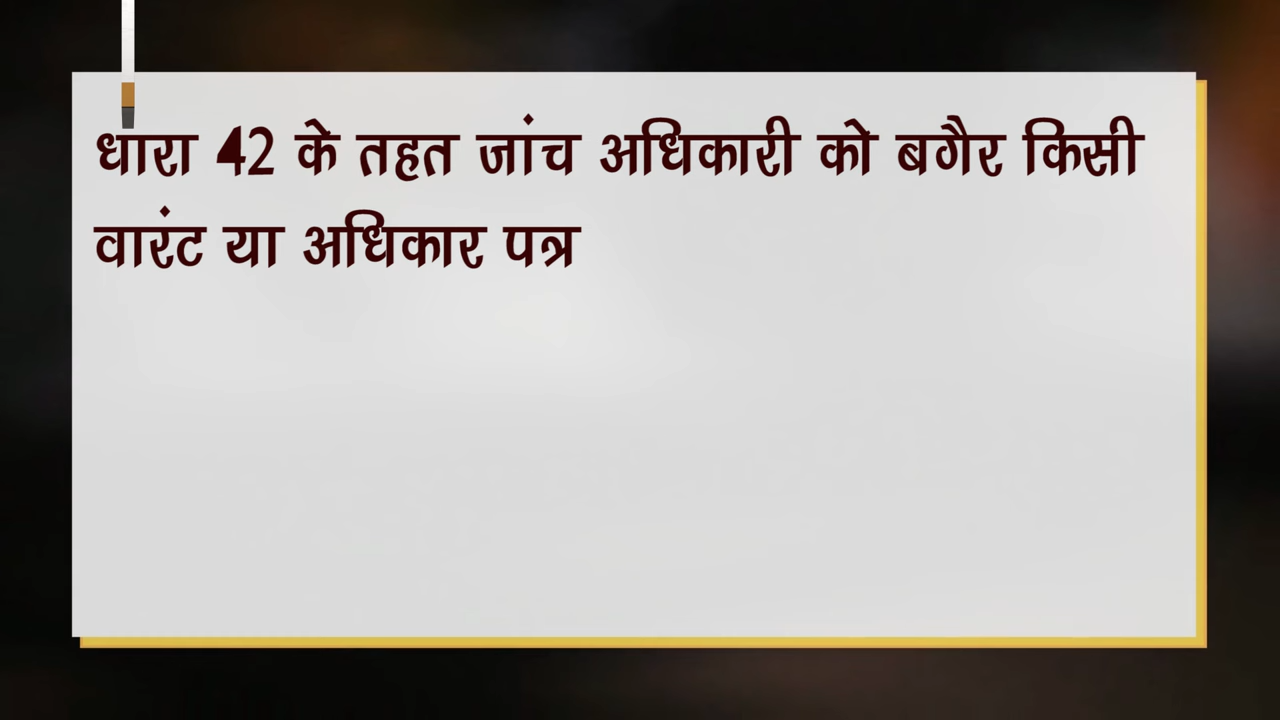 धारा 42 के तहत जांच अधिकारी को बगैर किसी
वारंट या अधिकार पत्र